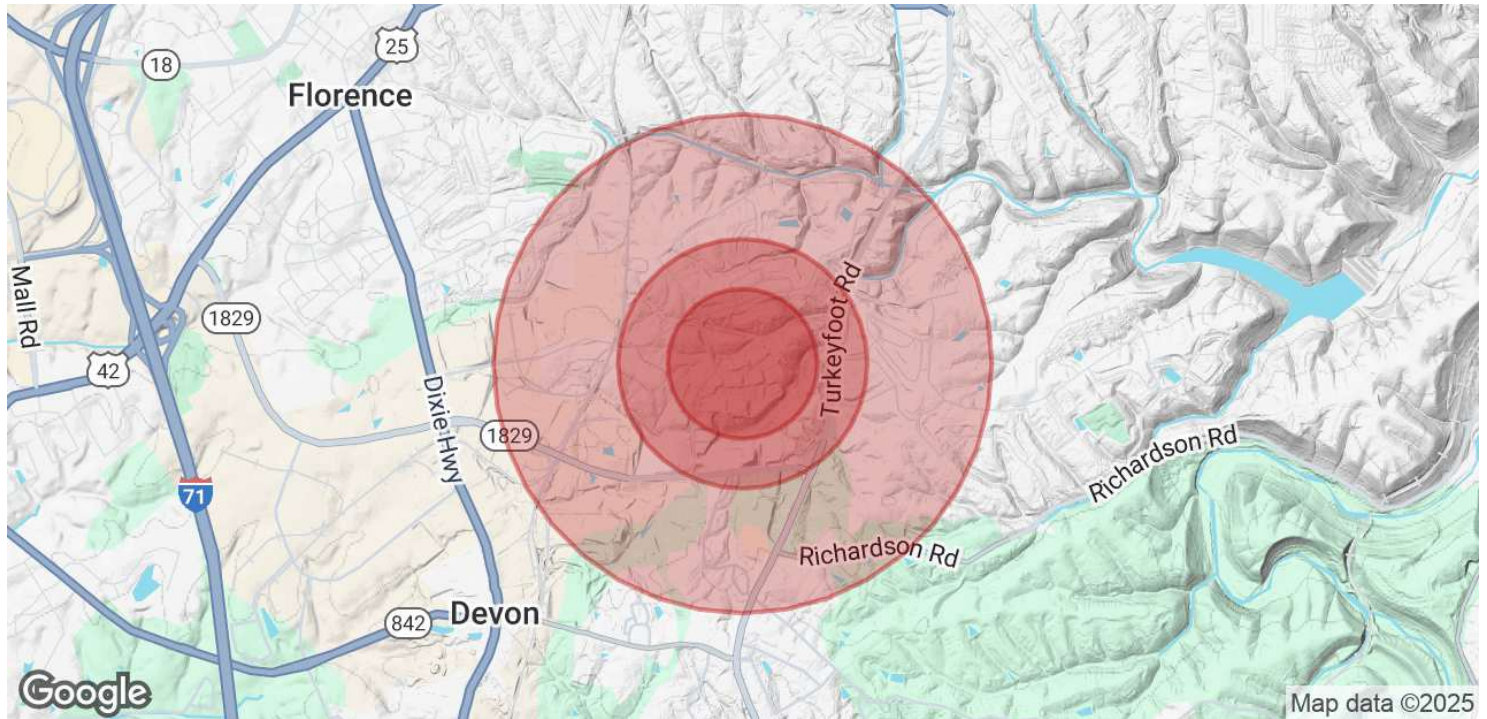 25
18
Florence
Mall Rd
1829
42
Turkeyfoot Rd
Dixie Hwy
1829
Richardson Rd
71
Richardson Rd
842
Devon
Google
Map data ©2025